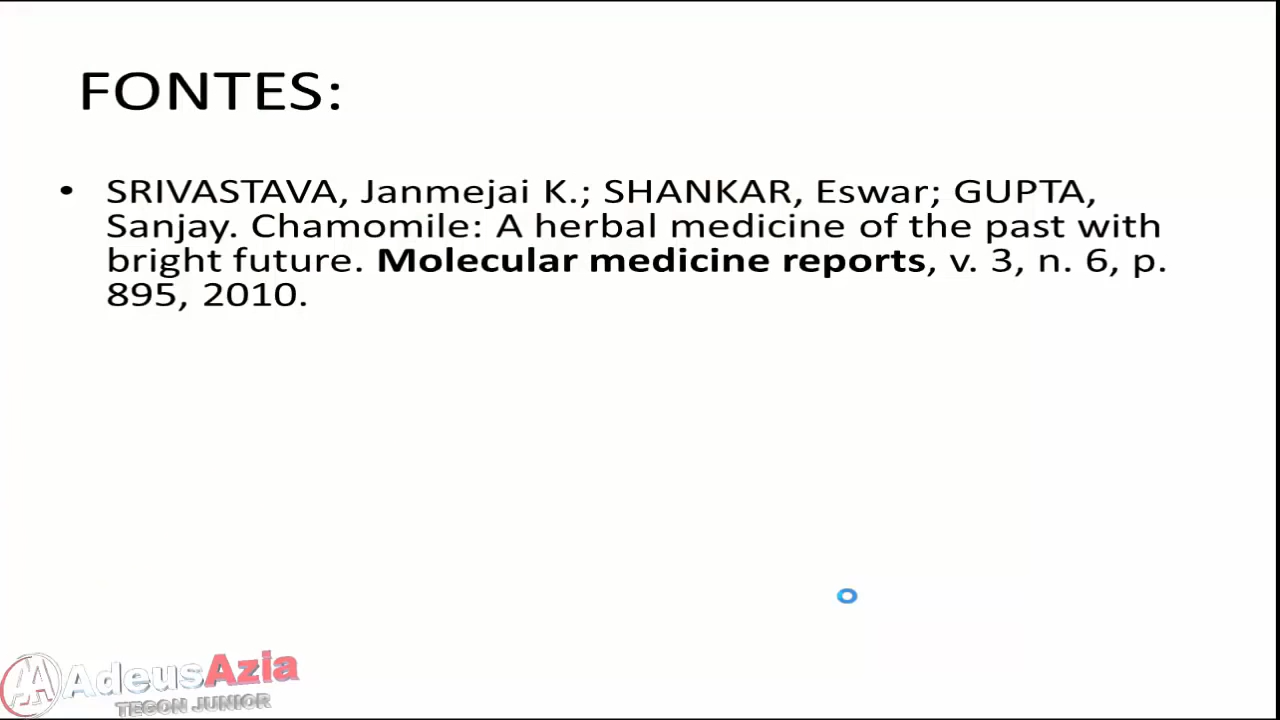 FONTES:
• SRIVASTAVA, Janmejai K.; SHANKAR, Eswar; GUPTA,
Sanjay. Chamomile: A herbal medicine of the past with
bright future. Molecular medicine reports, v. 3, n. 6, p.
895, 2010.
AdeusAzia
TEGON JUNIOR